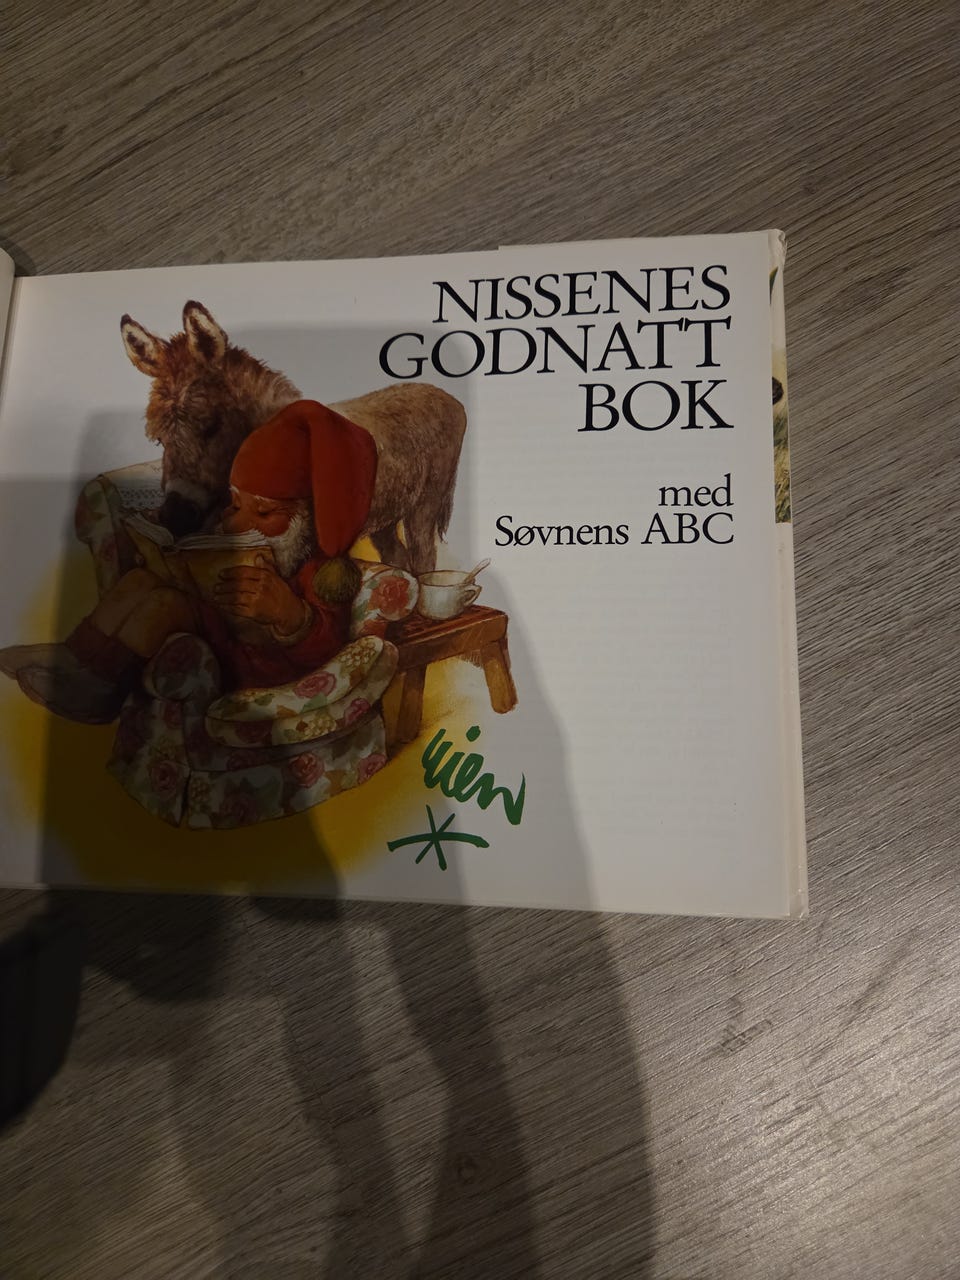 NISSENES
GODNATT
BOK
med
Søvnens ABC